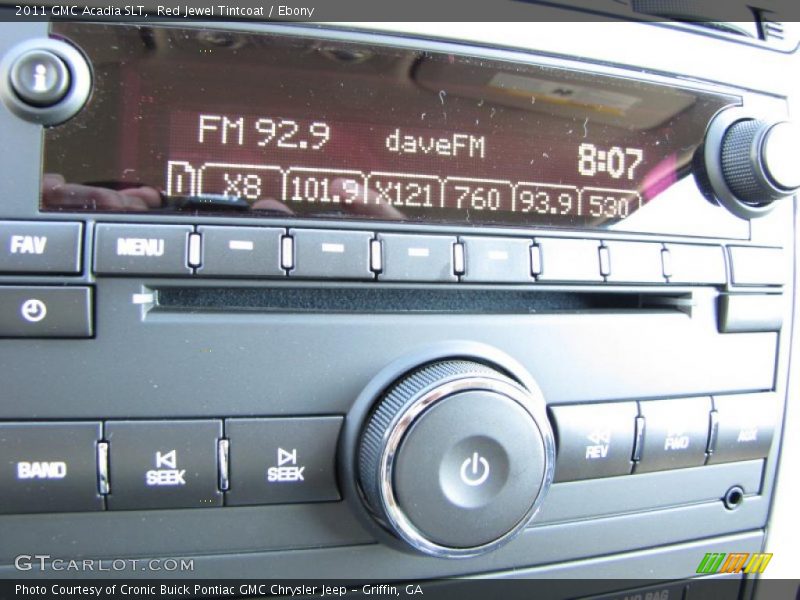 2011 GMC Acadia SLT, Red Jewel Tintcoat / Ebony
i
FM 92.9 daveFM 8:07
X8 101.9 X121 760 93.9 530
FAV MENU
BAND SEEK SEEK REV FWD AUX
GTCARLOT.COM
Photo Courtesy of Cronic Buick Pontiac GMC Chrysler Jeep - Griffin, GA